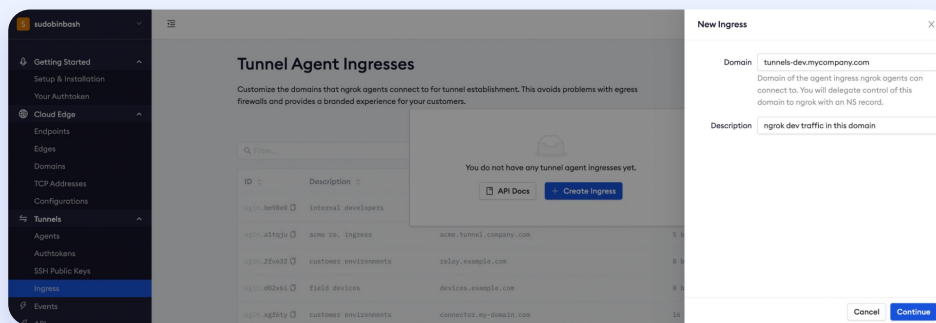 sudobinbash
Getting Started
Setup & Installation
Your Authtoken
Cloud Edge
Endpoints
Edges
Domains
TCP Addresses
Configurations
Tunnels
Agents
Authtokens
SSH Public Keys
Ingress
Events
API
Tunnel Agent Ingresses
Customize the domains that ngrok agents connect to for tunnel establishment. This avoids problems with egress
firewalls and provides a branded experience for your customers.
Filter...
You do not have any tunnel agent ingresses yet.
API Docs
+ Create Ingress
ID Description
internal developers
acme co. ingress acme.tunnel.company.com 5
customer environments relay.example.com
field devices devices.example.com
customer environments connector.my-domain.com 16
New Ingress
Domain tunnels-dev.mycompany.com
Domain of the agent ingress ngrok agents can
connect to. You will delegate control of this
domain to ngrok with an NS record.
Description ngrok dev traffic in this domain
Cancel Continue